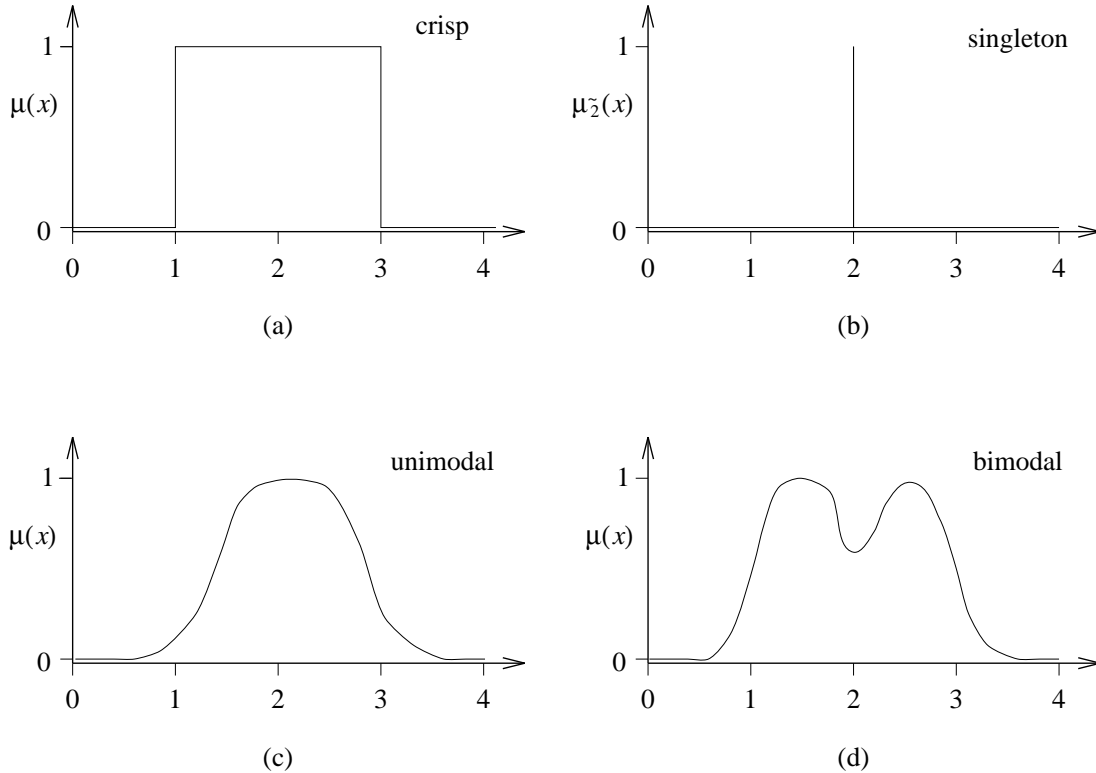 crisp
1
μ(x)
0
0 1 2 3 4
(a)
singleton
1
μ2̃(x)
0
0 1 2 3 4
(b)
unimodal
1
μ(x)
0
0 1 2 3 4
(c)
bimodal
1
μ(x)
0
0 1 2 3 4
(d)